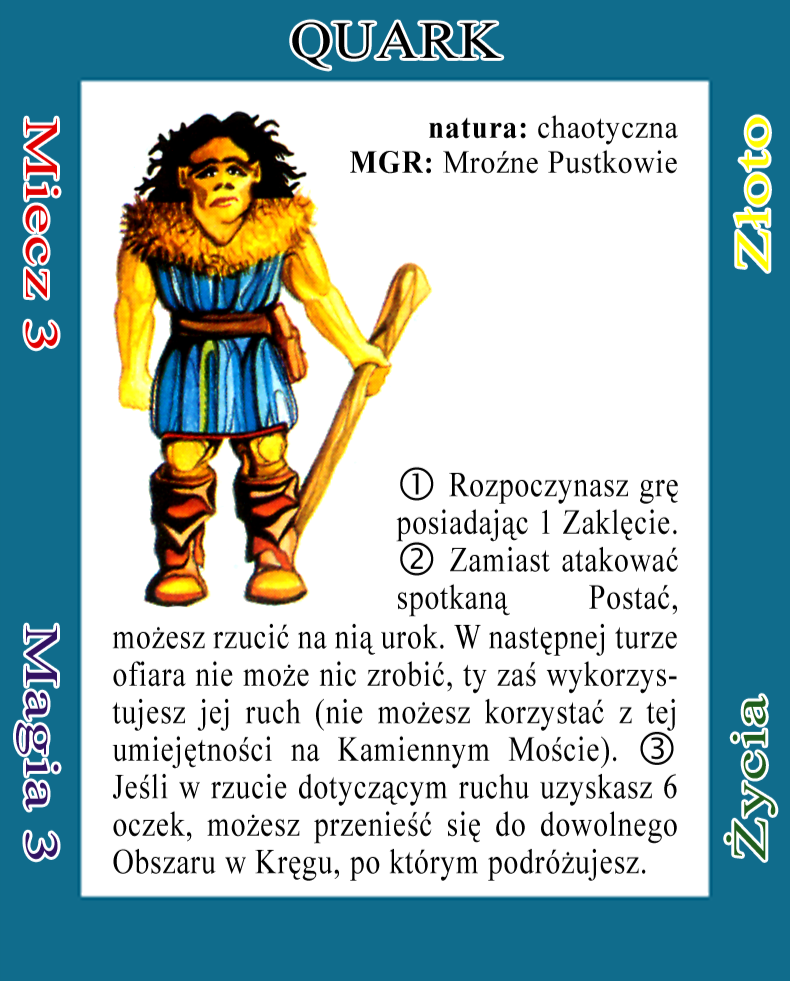 QUARK
Miecz 3
Magia 3
natura: chaotyczna
MGR: Mroźne Pustkowie
① Rozpoczynasz grę
posiadając 1 Zaklęcie.
② Zamiast atakować
spotkaną Postać,
możesz rzucić na nią urok. W następnej turze
ofiara nie może nic zrobić, ty zaś wykorzys-
tujesz jej ruch (nie możesz korzystać z tej
umiejętności na Kamiennym Moście). ③
Jeśli w rzucie dotyczącym ruchu uzyskasz 6
oczek, możesz przenieść się do dowolnego
Obszaru w Kręgu, po którym podróżujesz.
Złoto
Życia